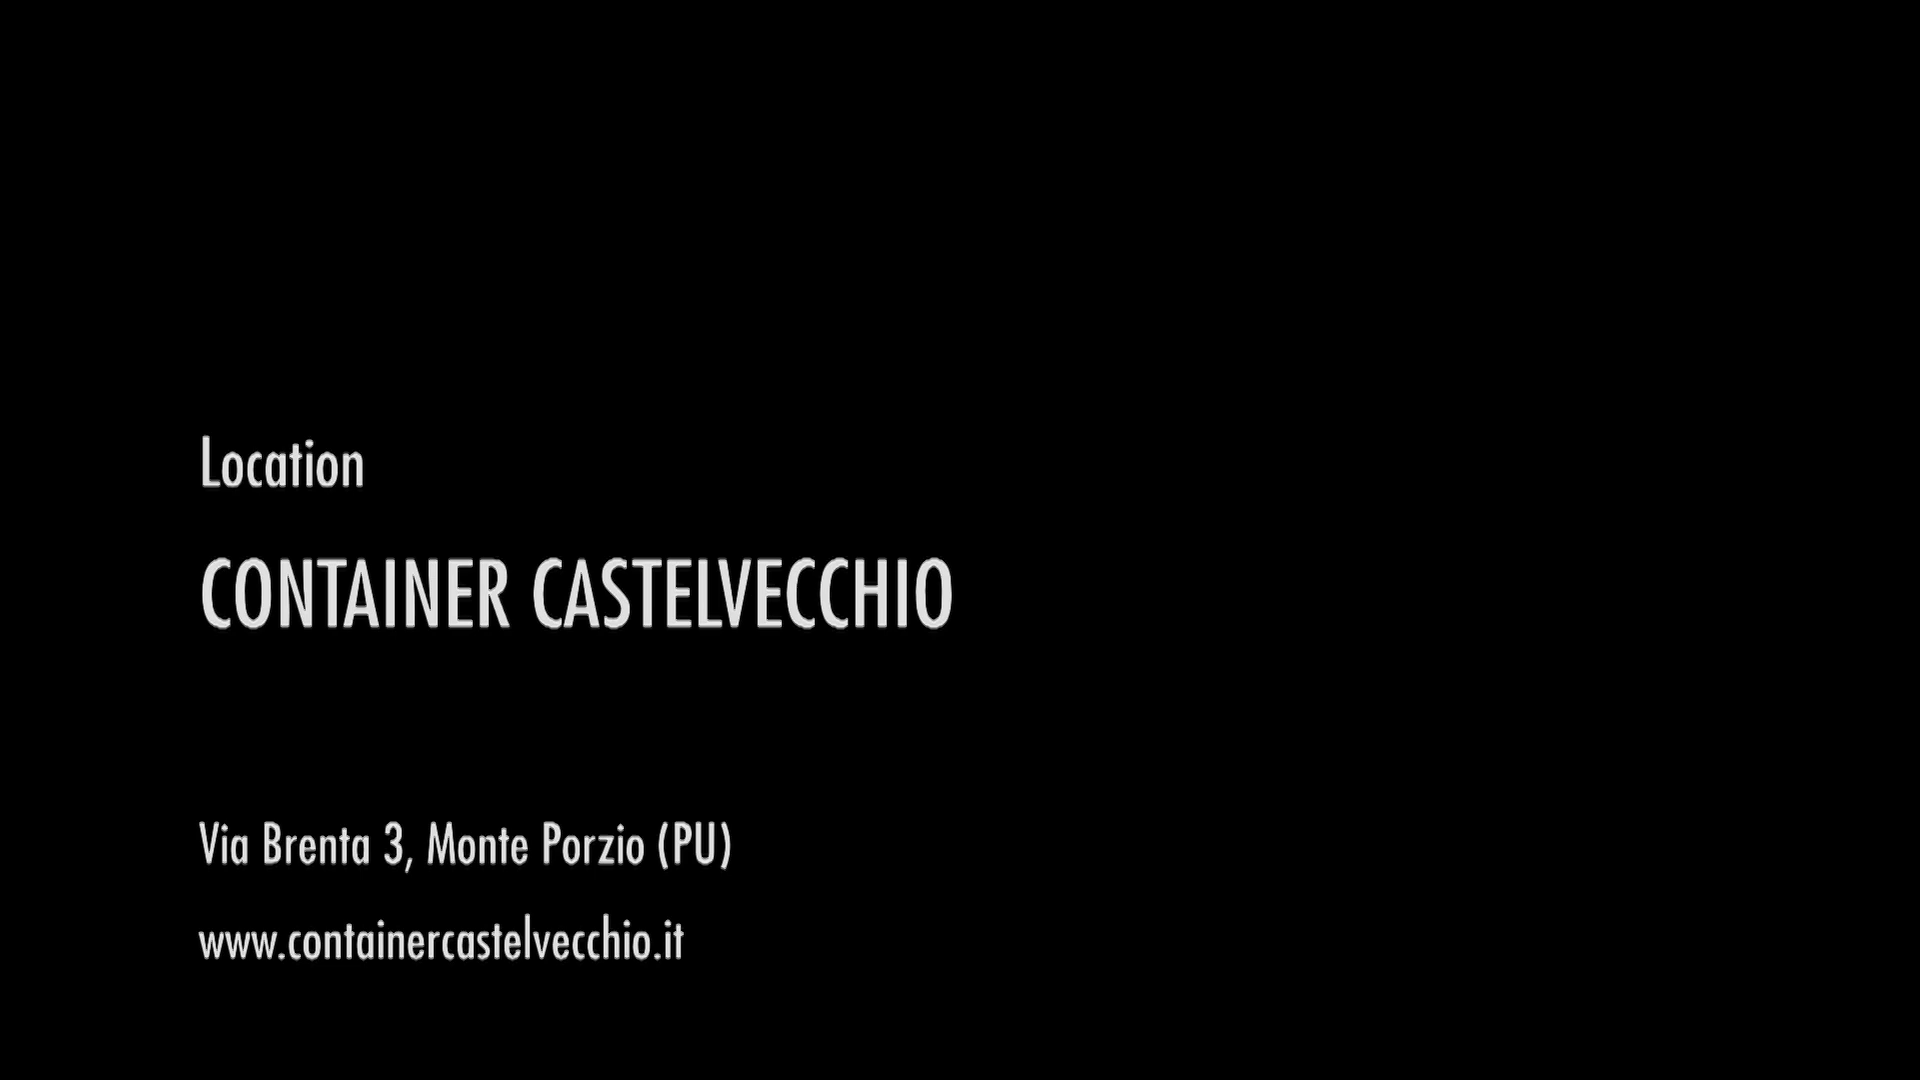 Location
CONTAINER CASTELVECCHIO
Via Brenta 3, Monte Porzio (PU)
www.containercastelvecchio.it